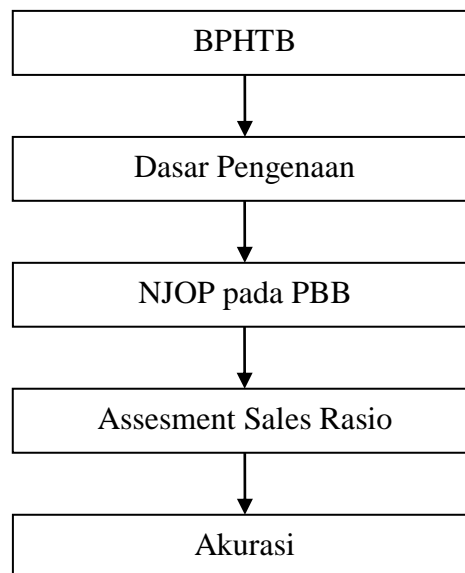 BPHTB
Dasar Pengenaan
NJOP pada PBB
Assesment Sales Rasio
Akurasi